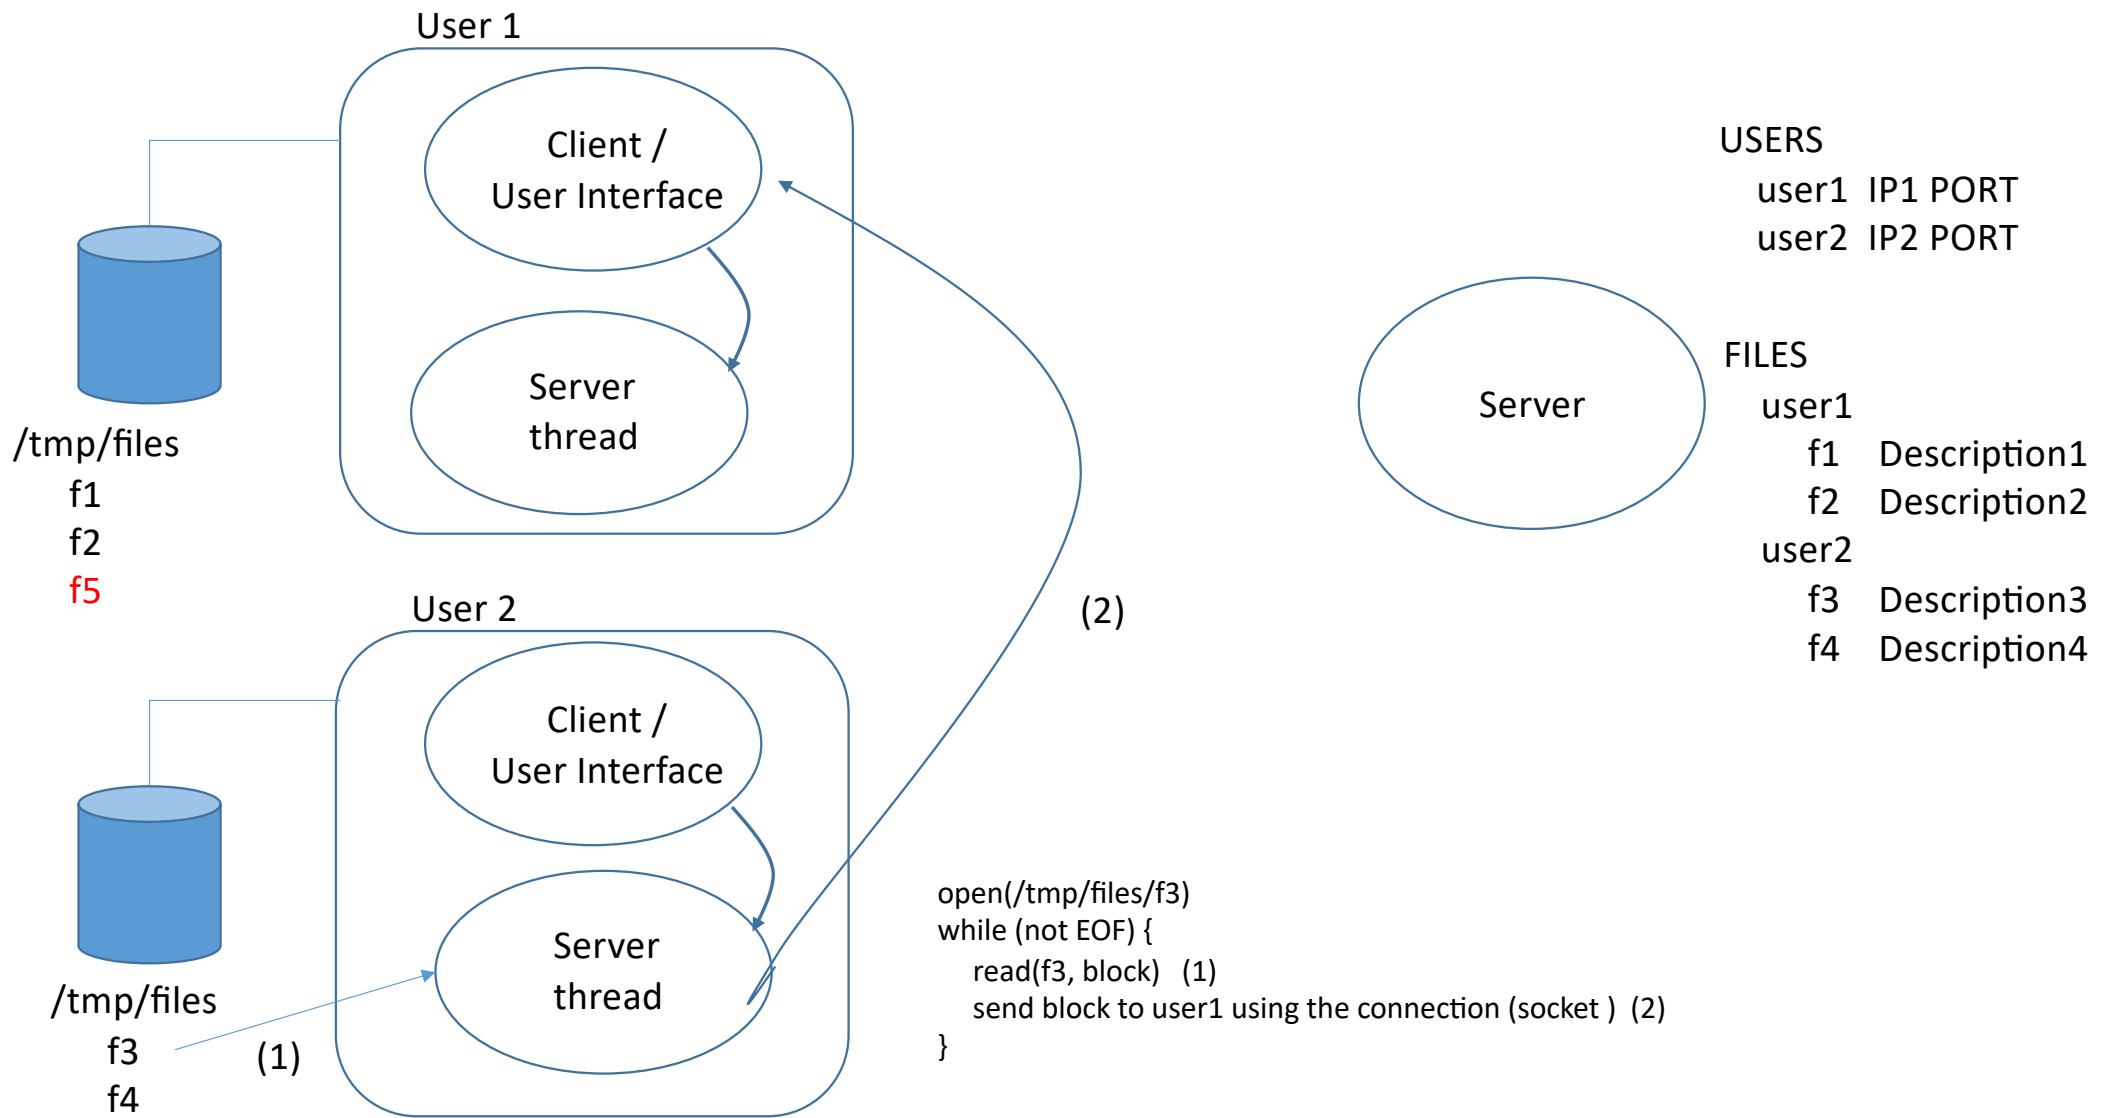 User 1
Client /
User Interface
Server
thread
/tmp/files
f1
f2
f5
User 2
Client /
User Interface
Server
thread
/tmp/files
f3
f4
(1)
(2)
open(/tmp/files/f3)
while (not EOF) {
read(f3, block) (1)
send block to user1 using the connection (socket ) (2)
}
Server
USERS
user1 IP1 PORT
user2 IP2 PORT
FILES
user1
f1 Description1
f2 Description2
user2
f3 Description3
f4 Description4